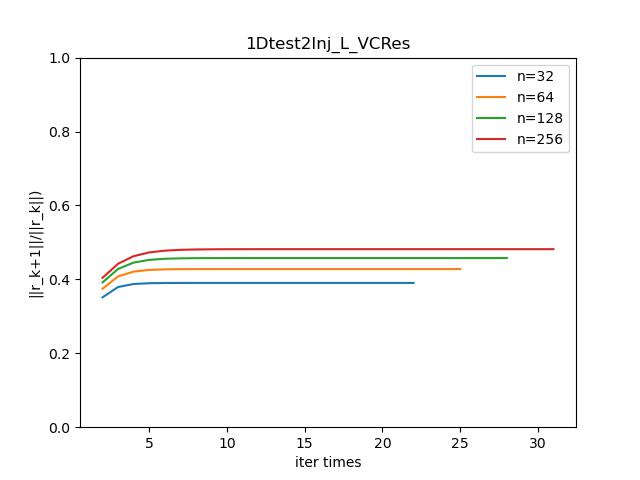 1Dtest2Inj_L_VCRes
1.0
0.8
0.6
0.4
0.2
0.0
||r_k+1||/||r_k||)
n=32
n=64
n=128
n=256
5
10
15
20
25
30
iter times